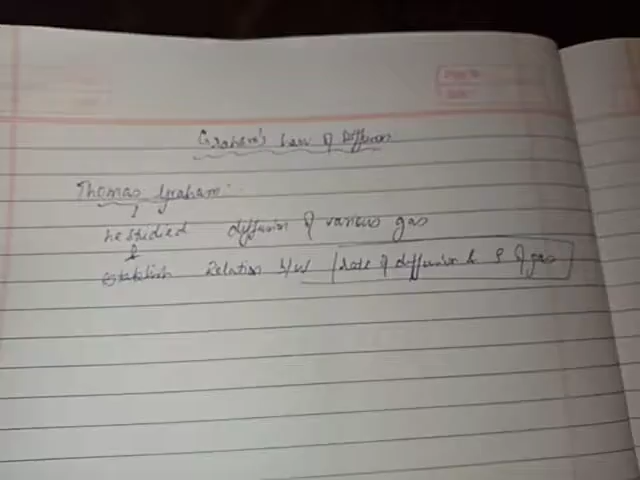 Graham's Law of Diffusion
Thomas Graham
he studied diffusion of various gas
&
establish Relation b/w rate of diffusion & ρ of gas